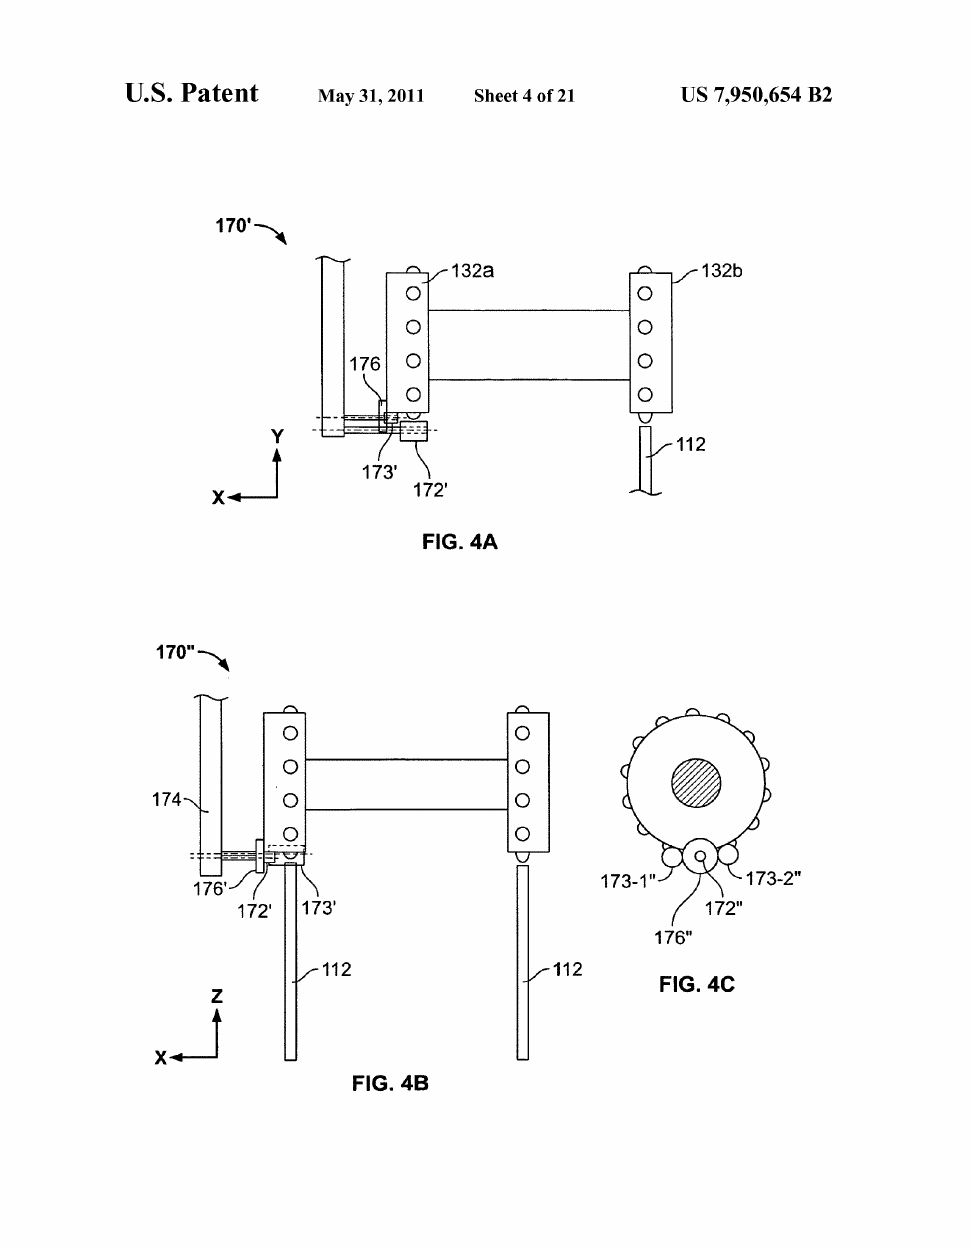 U.S. Patent May 31, 2011 Sheet 4 of 21 US 7,950,654 B2
170'
132a
132b
176
Y
112
173'
X
172'
FIG. 4A
170"
174
176'
173-1"
173-2"
172'
173'
172"
176"
112
112
FIG. 4C
Z
X
FIG. 4B